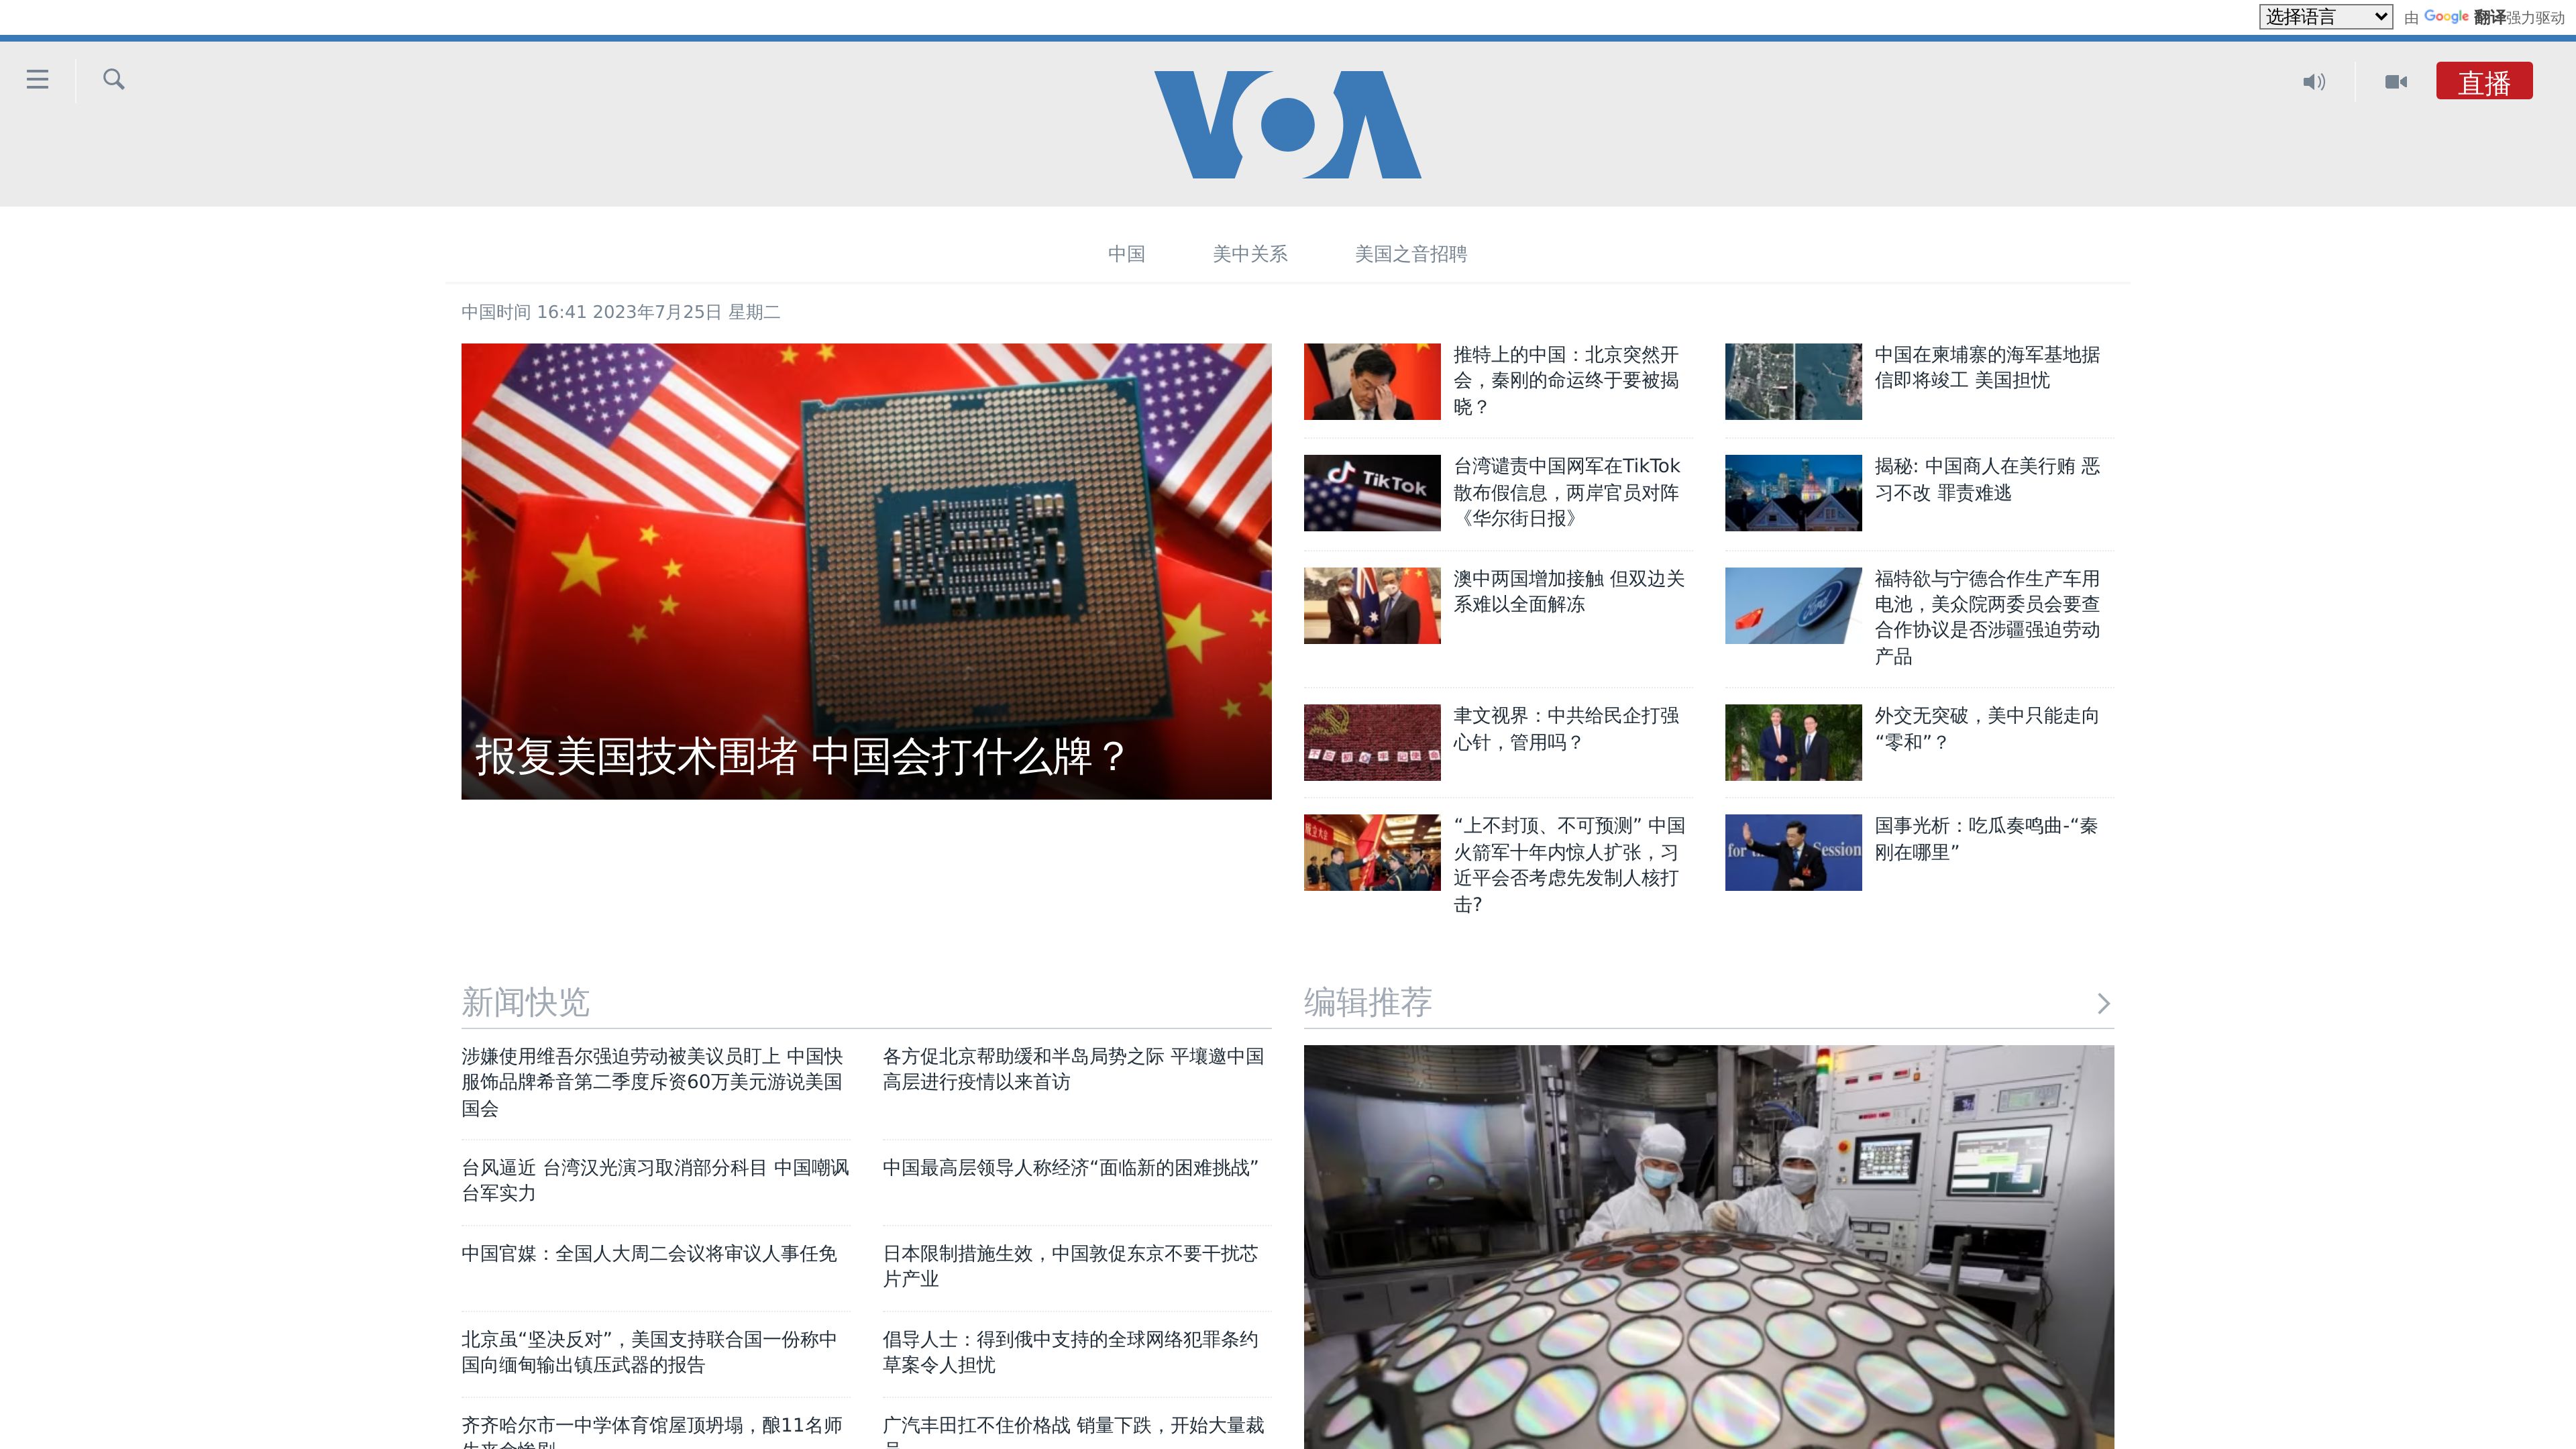 选择语言
由 Google 翻译强力驱动
直播
VOA
中国 美中关系 美国之音招聘
中国时间 16:41 2023年7月25日 星期二
报复美国技术围堵 中国会打什么牌？
推特上的中国：北京突然开
会，秦刚的命运终于要被揭
晓？
中国在柬埔寨的海军基地据
信即将竣工 美国担忧
TikTok
台湾谴责中国网军在TikTok
散布假信息，两岸官员对阵
《华尔街日报》
揭秘: 中国商人在美行贿 恶
习不改 罪责难逃
澳中两国增加接触 但双边关
系难以全面解冻
Ford
福特欲与宁德合作生产车用
电池，美众院两委员会要查
合作协议是否涉疆强迫劳动
产品
聿文视界：中共给民企打强
心针，管用吗？
外交无突破，美中只能走向
“零和”？
“上不封顶、不可预测” 中国
火箭军十年内惊人扩张，习
近平会否考虑先发制人核打
击?
for Session
国事光析：吃瓜奏鸣曲-“秦
刚在哪里”
新闻快览
涉嫌使用维吾尔强迫劳动被美议员盯上 中国快
服饰品牌希音第二季度斥资60万美元游说美国
国会
各方促北京帮助缓和半岛局势之际 平壤邀中国
高层进行疫情以来首访
台风逼近 台湾汉光演习取消部分科目 中国嘲讽
台军实力
中国最高层领导人称经济“面临新的困难挑战”
中国官媒：全国人大周二会议将审议人事任免
日本限制措施生效，中国敦促东京不要干扰芯
片产业
北京虽“坚决反对”，美国支持联合国一份称中
国向缅甸输出镇压武器的报告
倡导人士：得到俄中支持的全球网络犯罪条约
草案令人担忧
齐齐哈尔市一中学体育馆屋顶坍塌，酿11名师
广汽丰田扛不住价格战 销量下跌，开始大量裁
编辑推荐